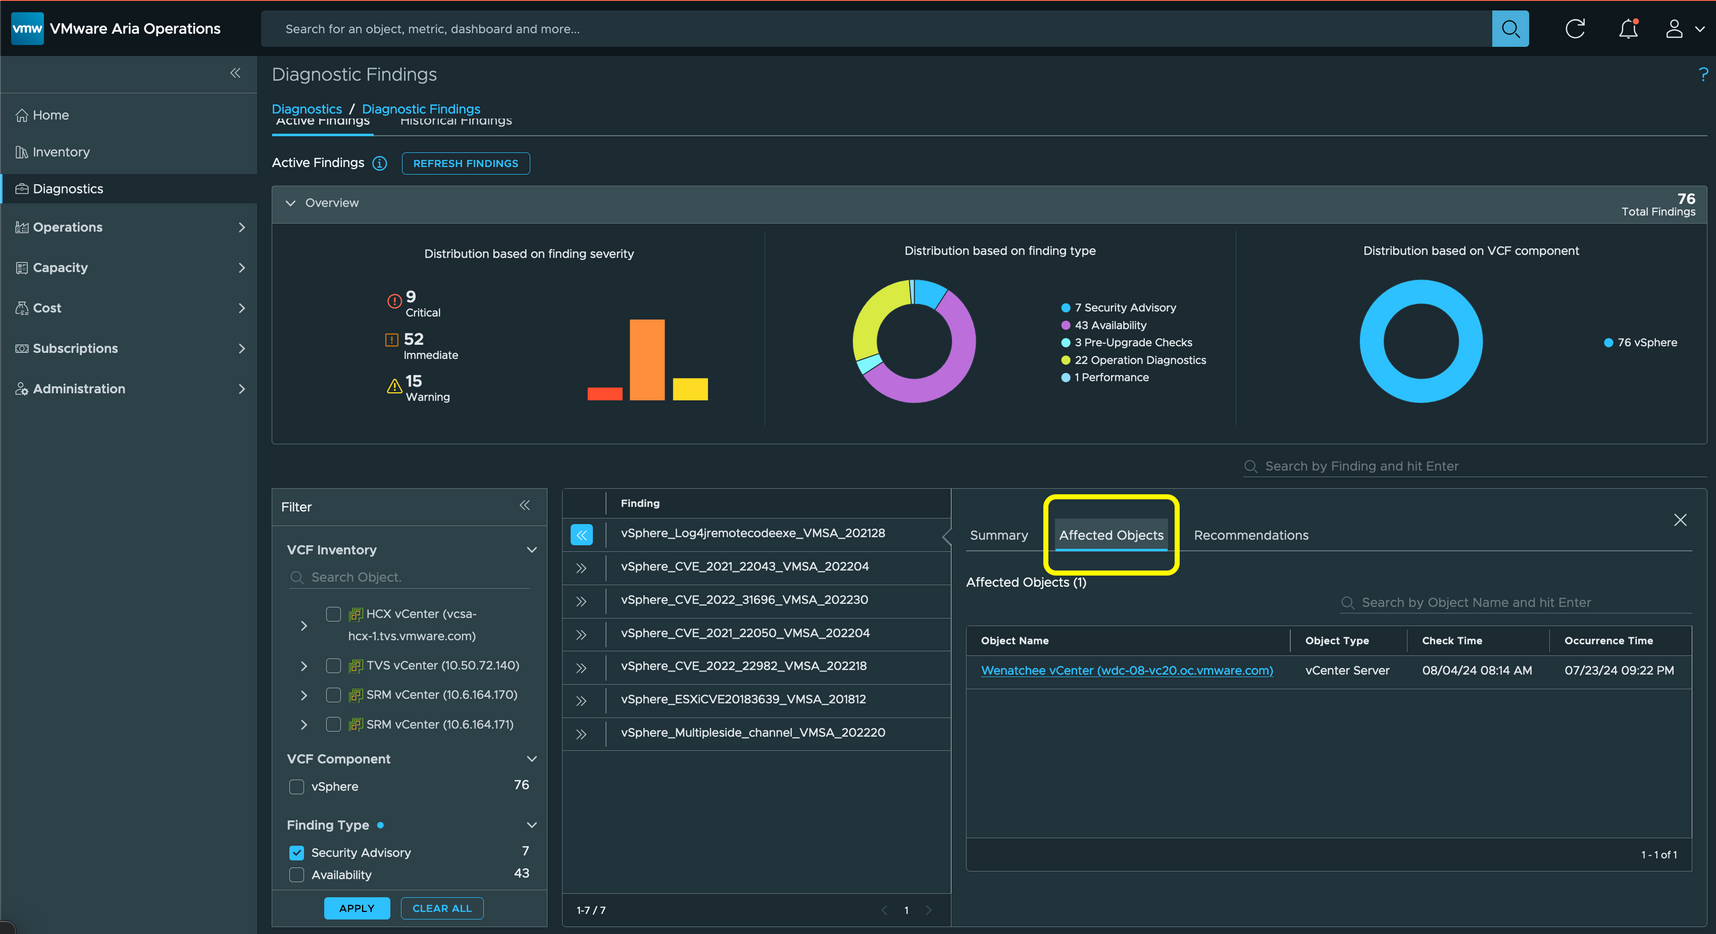 vmw VMware Aria Operations
Search for an object, metric, dashboard and more...
Home
Inventory
Diagnostics
Operations
Capacity
Cost
Subscriptions
Administration
Diagnostic Findings
?
Diagnostics / Diagnostic Findings
Active Findings Historical Findings
Active Findings REFRESH FINDINGS
Overview
76
Total Findings
Distribution based on finding severity
9
Critical
52
Immediate
15
Warning
Distribution based on finding type
7 Security Advisory
43 Availability
3 Pre-Upgrade Checks
22 Operation Diagnostics
1 Performance
Distribution based on VCF component
76 vSphere
Search by Finding and hit Enter
Filter
VCF Inventory
Search Object.
HCX vCenter (vcsa-
hcx-1.tvs.vmware.com)
TVS vCenter (10.50.72.140)
SRM vCenter (10.6.164.170)
SRM vCenter (10.6.164.171)
VCF Component
vSphere 76
Finding Type
Security Advisory 7
Availability 43
APPLY CLEAR ALL
Finding
vSphere_Log4jremotecodeexe_VMSA_202128
vSphere_CVE_2021_22043_VMSA_202204
vSphere_CVE_2022_31696_VMSA_202230
vSphere_CVE_2021_22050_VMSA_202204
vSphere_CVE_2022_22982_VMSA_202218
vSphere_ESXiCVE20183639_VMSA_201812
vSphere_Multipleside_channel_VMSA_202220
1-7 / 7 1
Summary Affected Objects Recommendations
Affected Objects (1)
Search by Object Name and hit Enter
Object Name Object Type Check Time Occurrence Time
Wenatchee vCenter (wdc-08-vc20.oc.vmware.com) vCenter Server 08/04/24 08:14 AM 07/23/24 09:22 PM
1 - 1 of 1